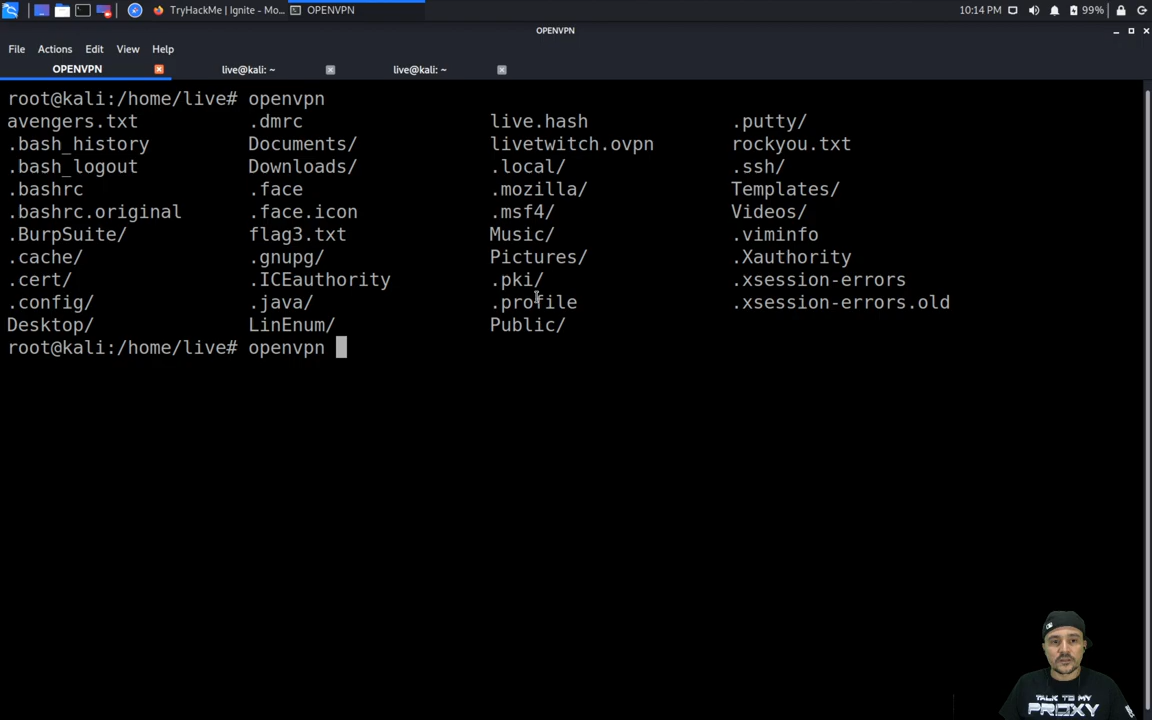 TryHackMe | Ignite - Mo...
OPENVPN
10:14 PM
99%
OPENVPN
File Actions Edit View Help
OPENVPN
live@kali: ~
live@kali: ~
root@kali:/home/live# openvpn
avengers.txt .dmrc live.hash .putty/
.bash_history Documents/ livetwitch.ovpn rockyou.txt
.bash_logout Downloads/ .local/ .ssh/
.bashrc .face .mozilla/ Templates/
.bashrc.original .face.icon .msf4/ Videos/
.BurpSuite/ flag3.txt Music/ .viminfo
.cache/ .gnupg/ Pictures/ .Xauthority
.cert/ .ICEauthority .pki/ .xsession-errors
.config/ .java/ .profile .xsession-errors.old
Desktop/ LinEnum/ Public/
root@kali:/home/live# openvpn
TALK TO MY
PROXY